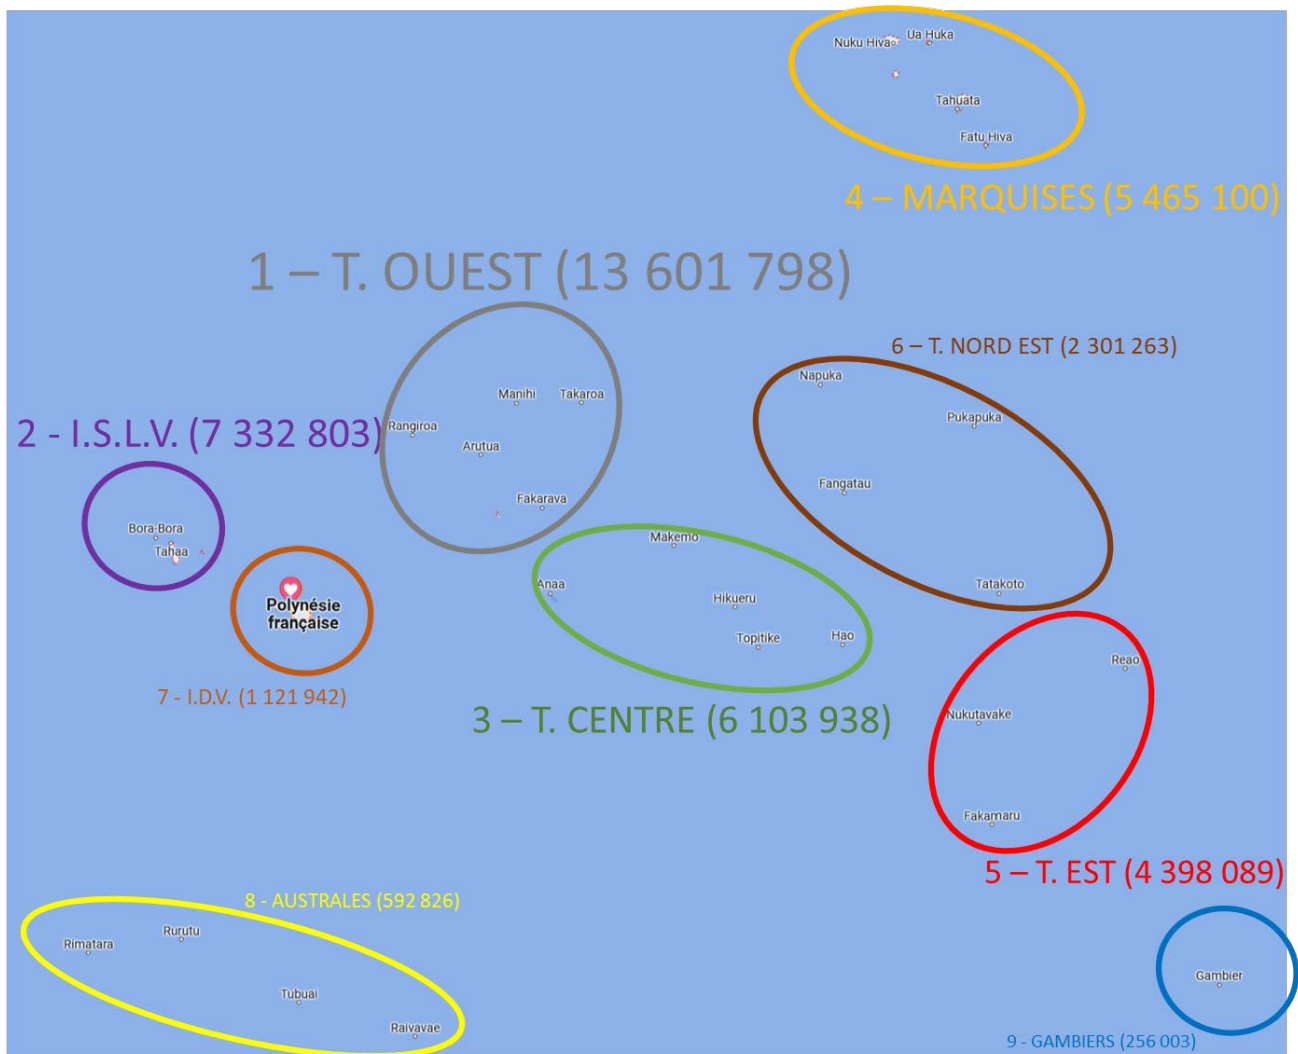 Nuku Hiva
Ua Huka
Tahuata
Fatu Hiva
4 – MARQUISES (5 465 100)
1 – T. OUEST (13 601 798)
6 – T. NORD EST (2 301 263)
Napuka
Manihi
Takaroa
Pukapuka
2 - I.S.L.V. (7 332 803)
Rangiroa
Arutua
Fangatau
Fakarava
Bora-Bora
Tahaa
Makemo
Anaa
Tatakoto
Polynésie
française
Hikueru
Topitike
Hao
Reao
7 - I.D.V. (1 121 942)
3 – T. CENTRE (6 103 938)
Nukutavake
Fakamaru
5 – T. EST (4 398 089)
8 - AUSTRALES (592 826)
Rimatara
Rurutu
Tubuai
Raivavae
Gambier
9 - GAMBIERS (256 003)